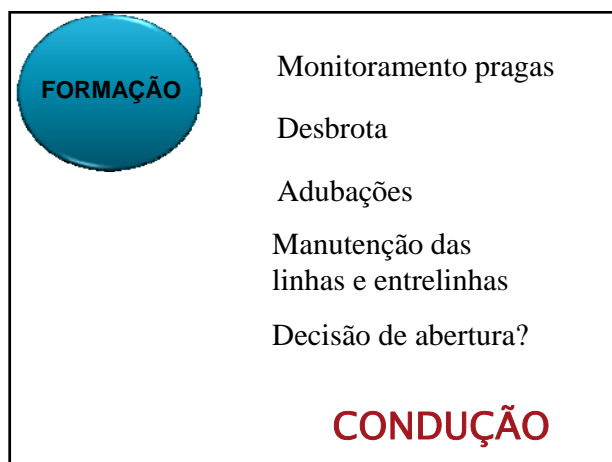 FORMAÇÃO
Monitoramento pragas
Desbrota
Adubações
Manutenção das
linhas e entrelinhas
Decisão de abertura?
CONDUÇÃO